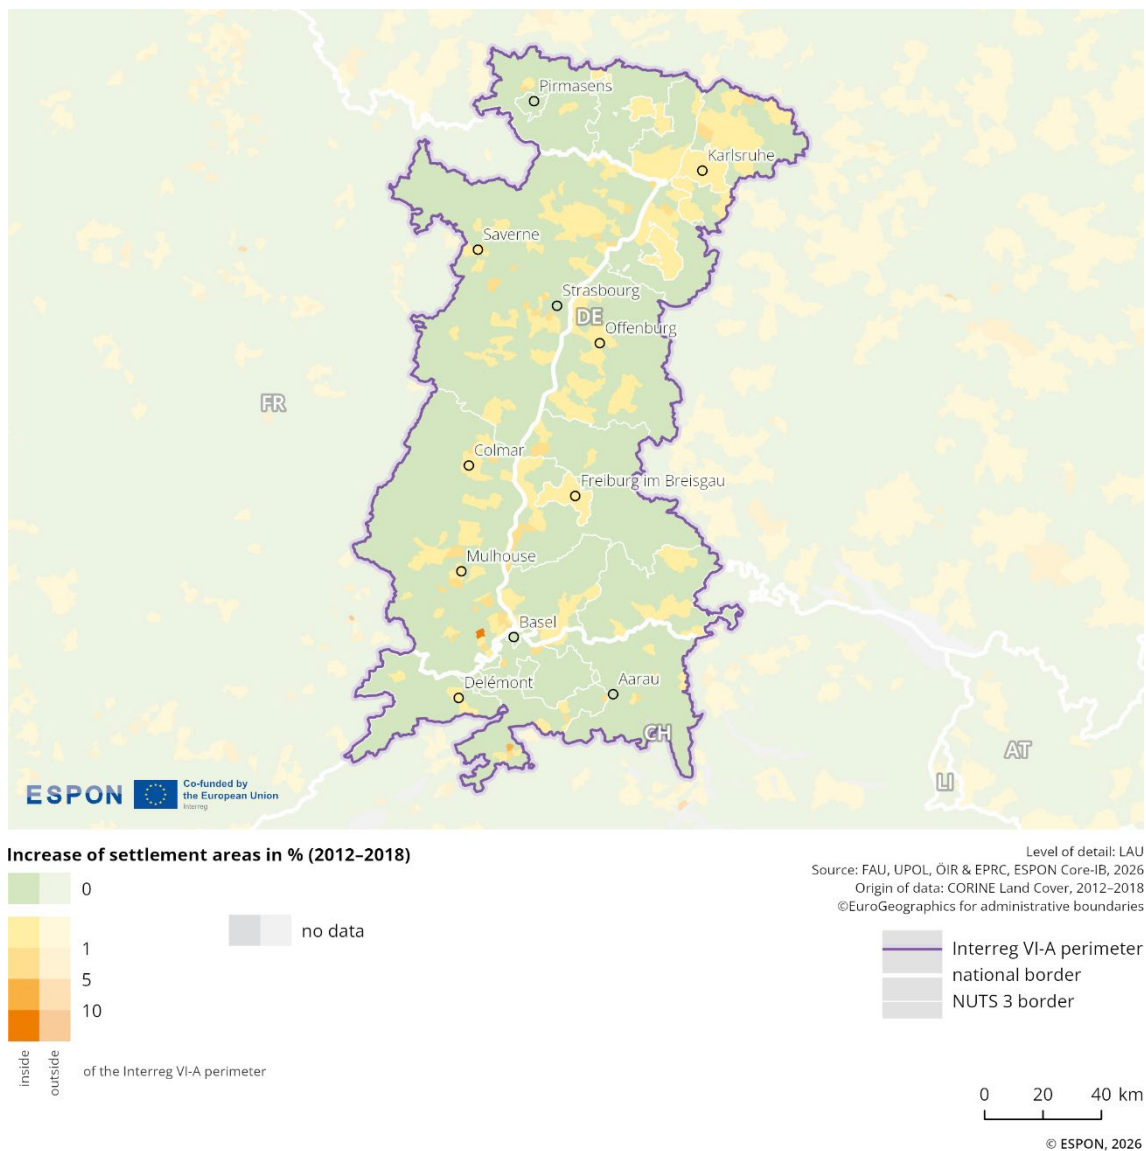 Pirmasens
Karlsruhe
Saverne
Strasbourg
DE
Offenburg
FR
Colmar
Freiburg im Breisgau
Mulhouse
Basel
Delémont
Aarau
CH
AT
LI
ESPON
Co-funded by
the European Union
Interreg
Increase of settlement areas in % (2012–2018)
0
1
5
10
no data
inside
outside
of the Interreg VI-A perimeter
Level of detail: LAU
Source: FAU, UPOL, ÖIR & EPRC, ESPON Core-IB, 2026
Origin of data: CORINE Land Cover, 2012–2018
©EuroGeographics for administrative boundaries
Interreg VI-A perimeter
national border
NUTS 3 border
0 20 40 km
© ESPON, 2026